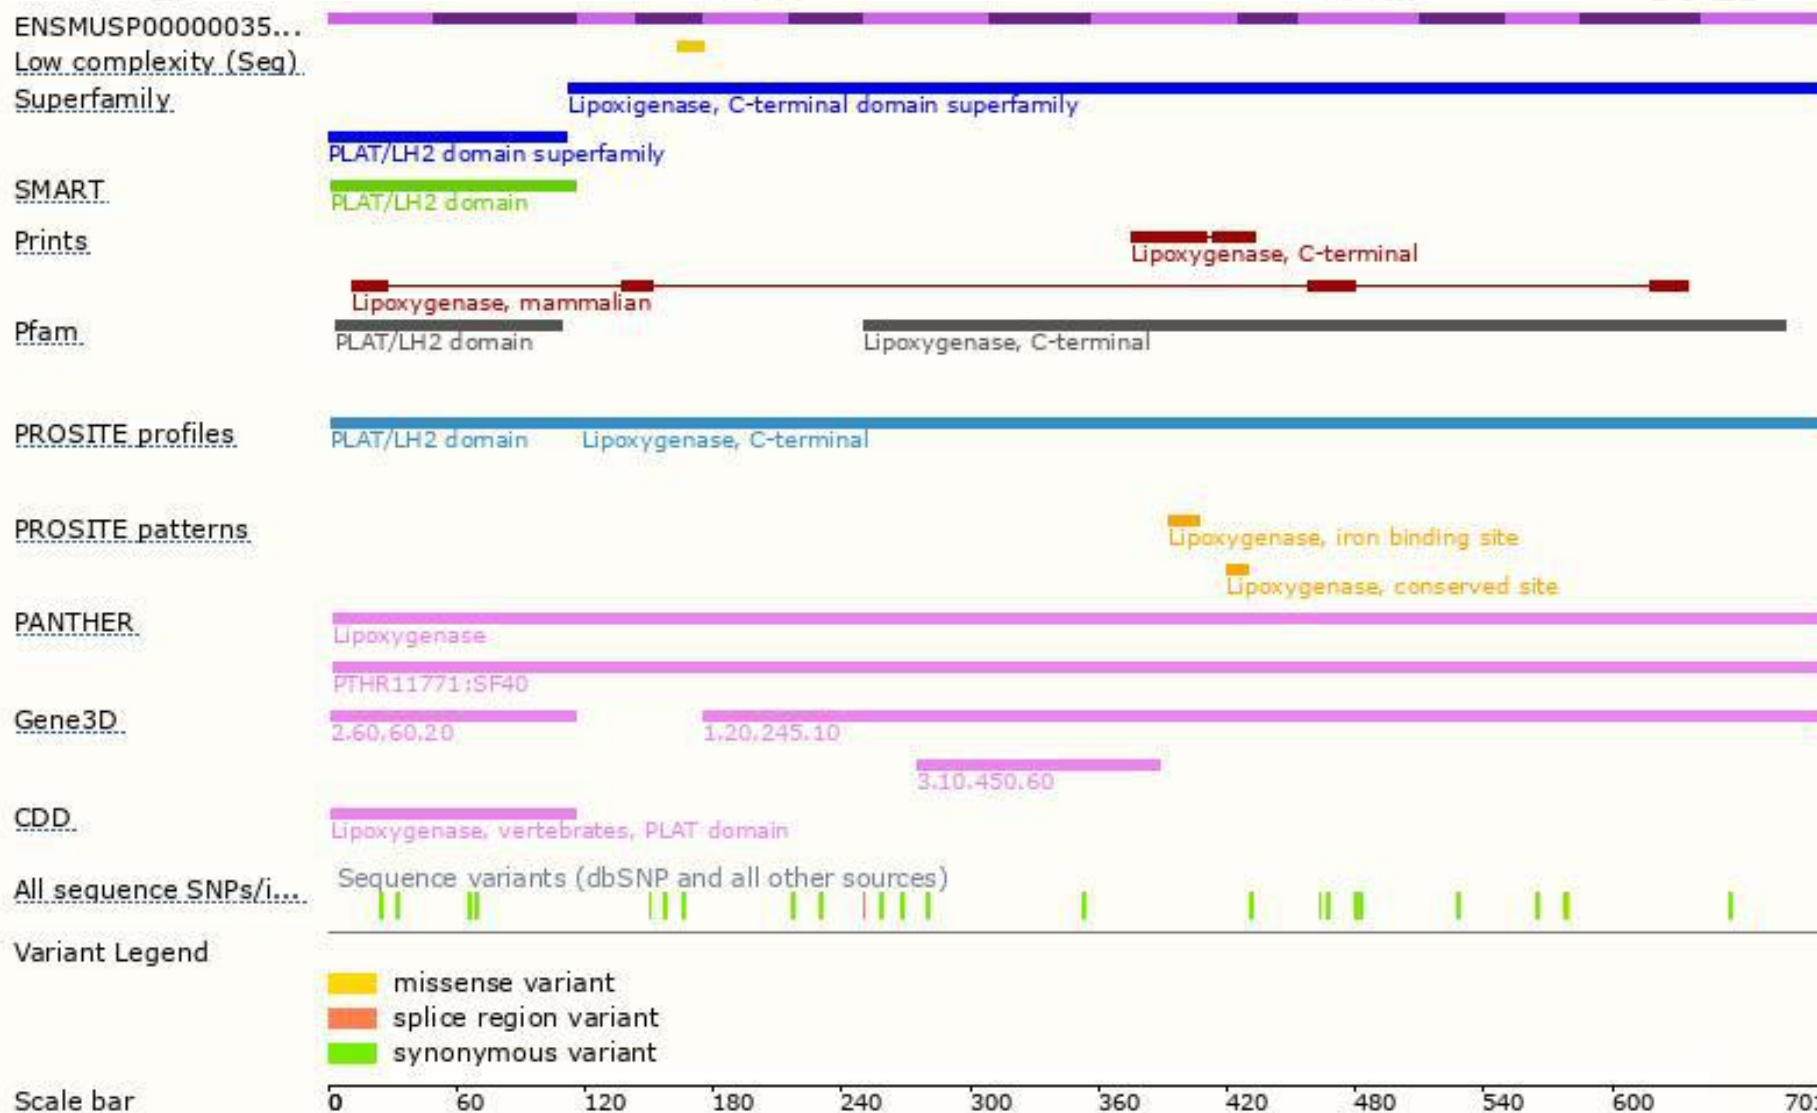 ENSMUSP00000035...
Low complexity (Seg)
Superfamily
Lipoxigenase, C-terminal domain superfamily
PLAT/LH2 domain superfamily
SMART
PLAT/LH2 domain
Prints
Lipoxygenase, C-terminal
Lipoxygenase, mammalian
Pfam
PLAT/LH2 domain Lipoxygenase, C-terminal
PROSITE profiles
PLAT/LH2 domain Lipoxygenase, C-terminal
PROSITE patterns
Lipoxygenase, iron binding site
Lipoxygenase, conserved site
PANTHER
Lipoxygenase
PTHR11771:SF40
Gene3D
2.60.60.20 1.20.245.10
3.10.450.60
CDD
Lipoxygenase, vertebrates, PLAT domain
All sequence SNPs/i... Sequence variants (dbSNP and all other sources)
Variant Legend
missense variant
splice region variant
synonymous variant
Scale bar 0 60 120 180 240 300 360 420 480 540 600